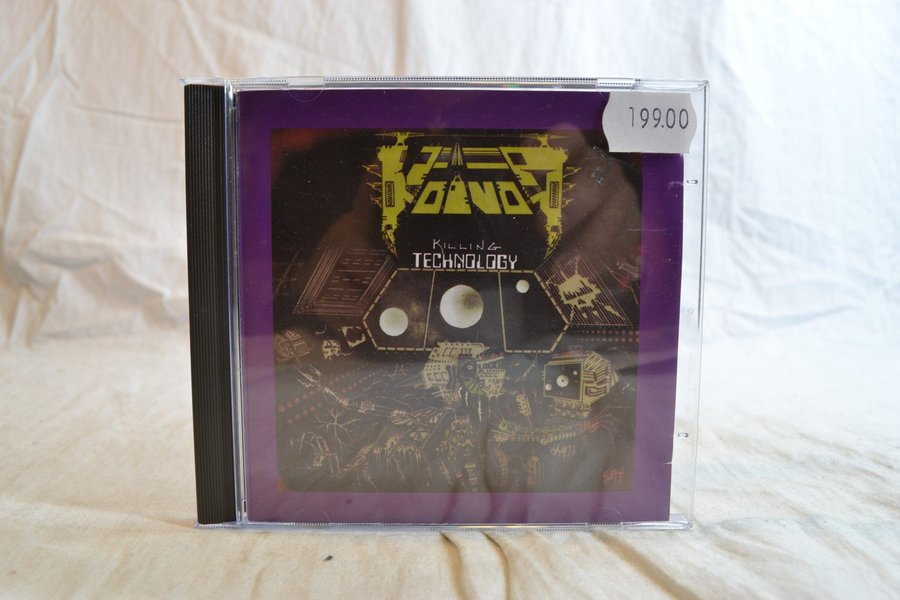 199.00
VOIVOD
KILLING
TECHNOLOGY